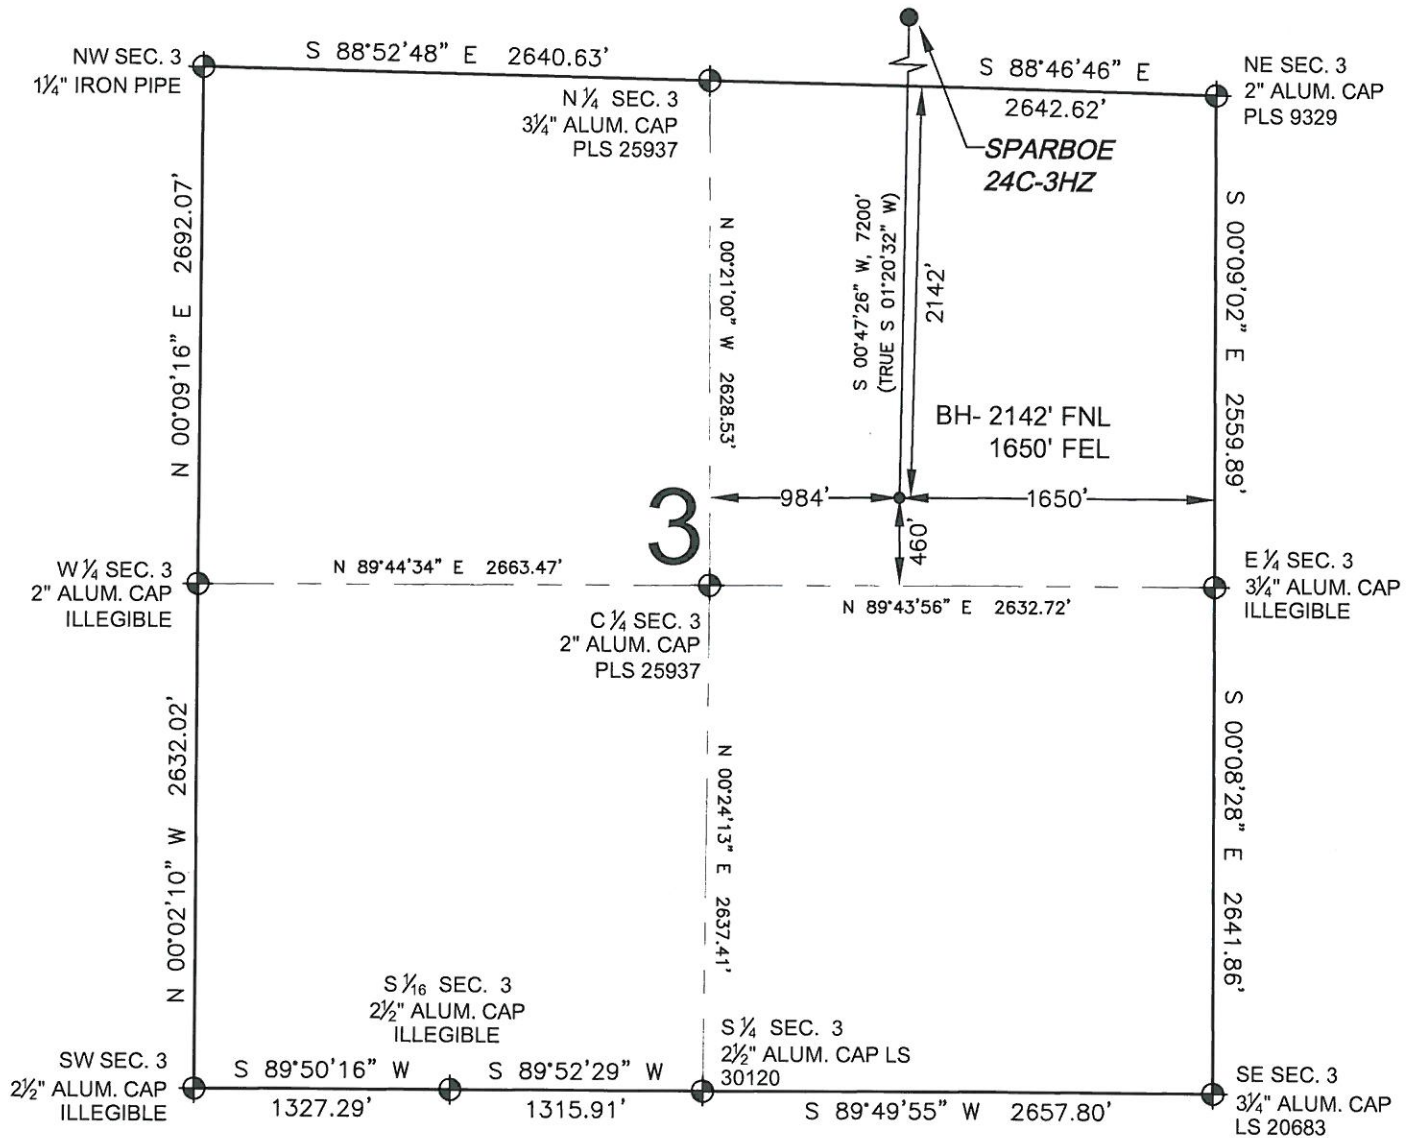 NW SEC. 3
1¼" IRON PIPE
S 88°52'48" E 2640.63'
N ¼ SEC. 3
3¼" ALUM. CAP
PLS 25937
S 88°46'46" E
2642.62'
NE SEC. 3
2" ALUM. CAP
PLS 9329
SPARBOE
24C-3HZ
N 00°09'16" E 2692.07'
N 00°21'00" W 2628.53'
S 00°47'26" W, 7200'
(TRUE S 01°20'32" W)
2142'
S 00°09'02" E 2559.89'
BH- 2142' FNL
1650' FEL
3
984'
1650'
460'
W ¼ SEC. 3
2" ALUM. CAP
ILLEGIBLE
N 89°44'34" E 2663.47'
C ¼ SEC. 3
2" ALUM. CAP
PLS 25937
N 89°43'56" E 2632.72'
E ¼ SEC. 3
3¼" ALUM. CAP
ILLEGIBLE
N 00°02'10" W 2632.02'
N 00°24'13" E 2637.41'
S 00°08'28" E 2641.86'
S 1/16 SEC. 3
2½" ALUM. CAP
ILLEGIBLE
SW SEC. 3
2½" ALUM. CAP
ILLEGIBLE
S 89°50'16" W
1327.29'
S 89°52'29" W
1315.91'
S ¼ SEC. 3
2½" ALUM. CAP LS
30120
S 89°49'55" W 2657.80'
SE SEC. 3
3¼" ALUM. CAP
LS 20683